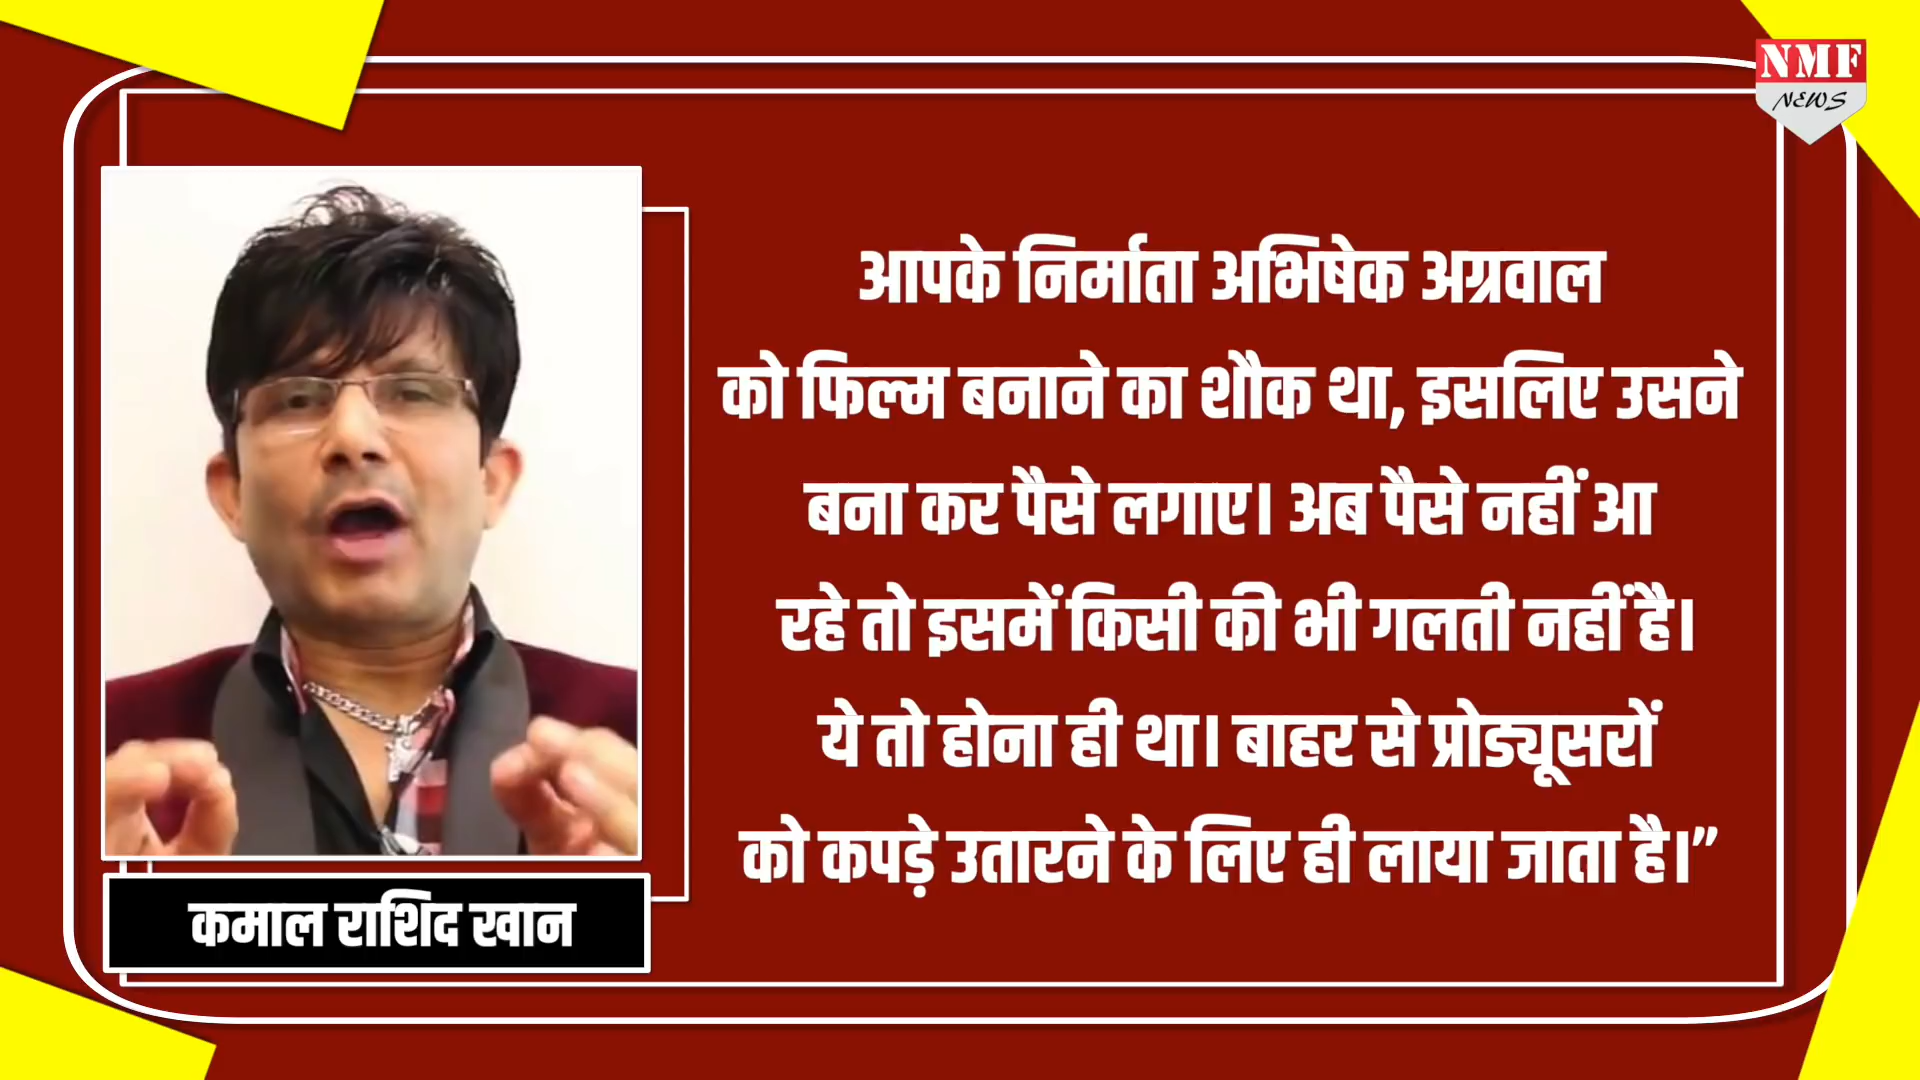 NMF
NEWS
आपके निर्माता अभिषेक अग्रवाल
को फिल्म बनाने का शौक था, इसलिए उसने
बना कर पैसे लगाए। अब पैसे नहीं आ
रहे तो इसमें किसी की भी गलती नहीं है।
ये तो होना ही था। बाहर से प्रोड्यूसरों
को कपड़े उतारने के लिए ही लाया जाता है।”
कमाल राशिद खान